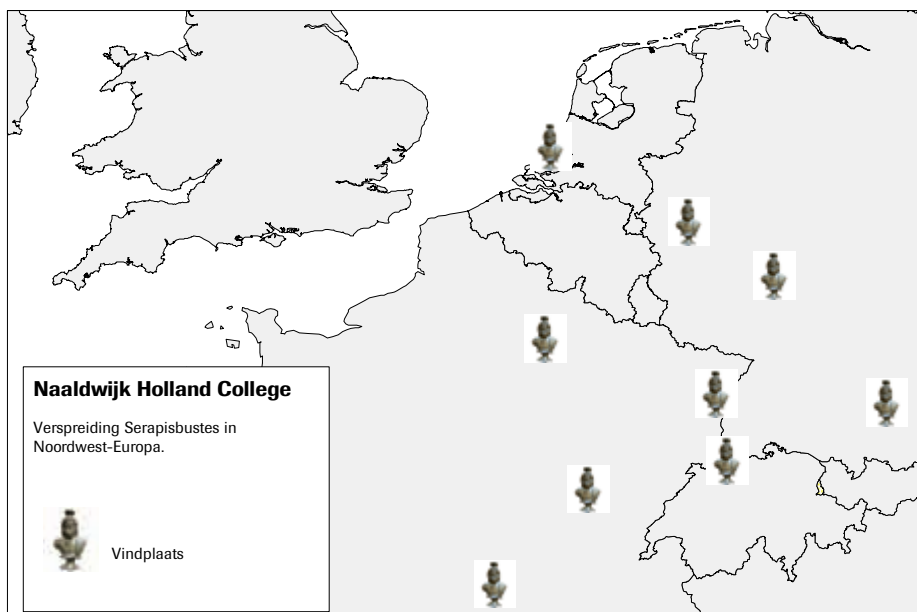 Naaldwijk Holland College
Verspreiding Serapisbustes in
Noordwest-Europa.
Vindplaats